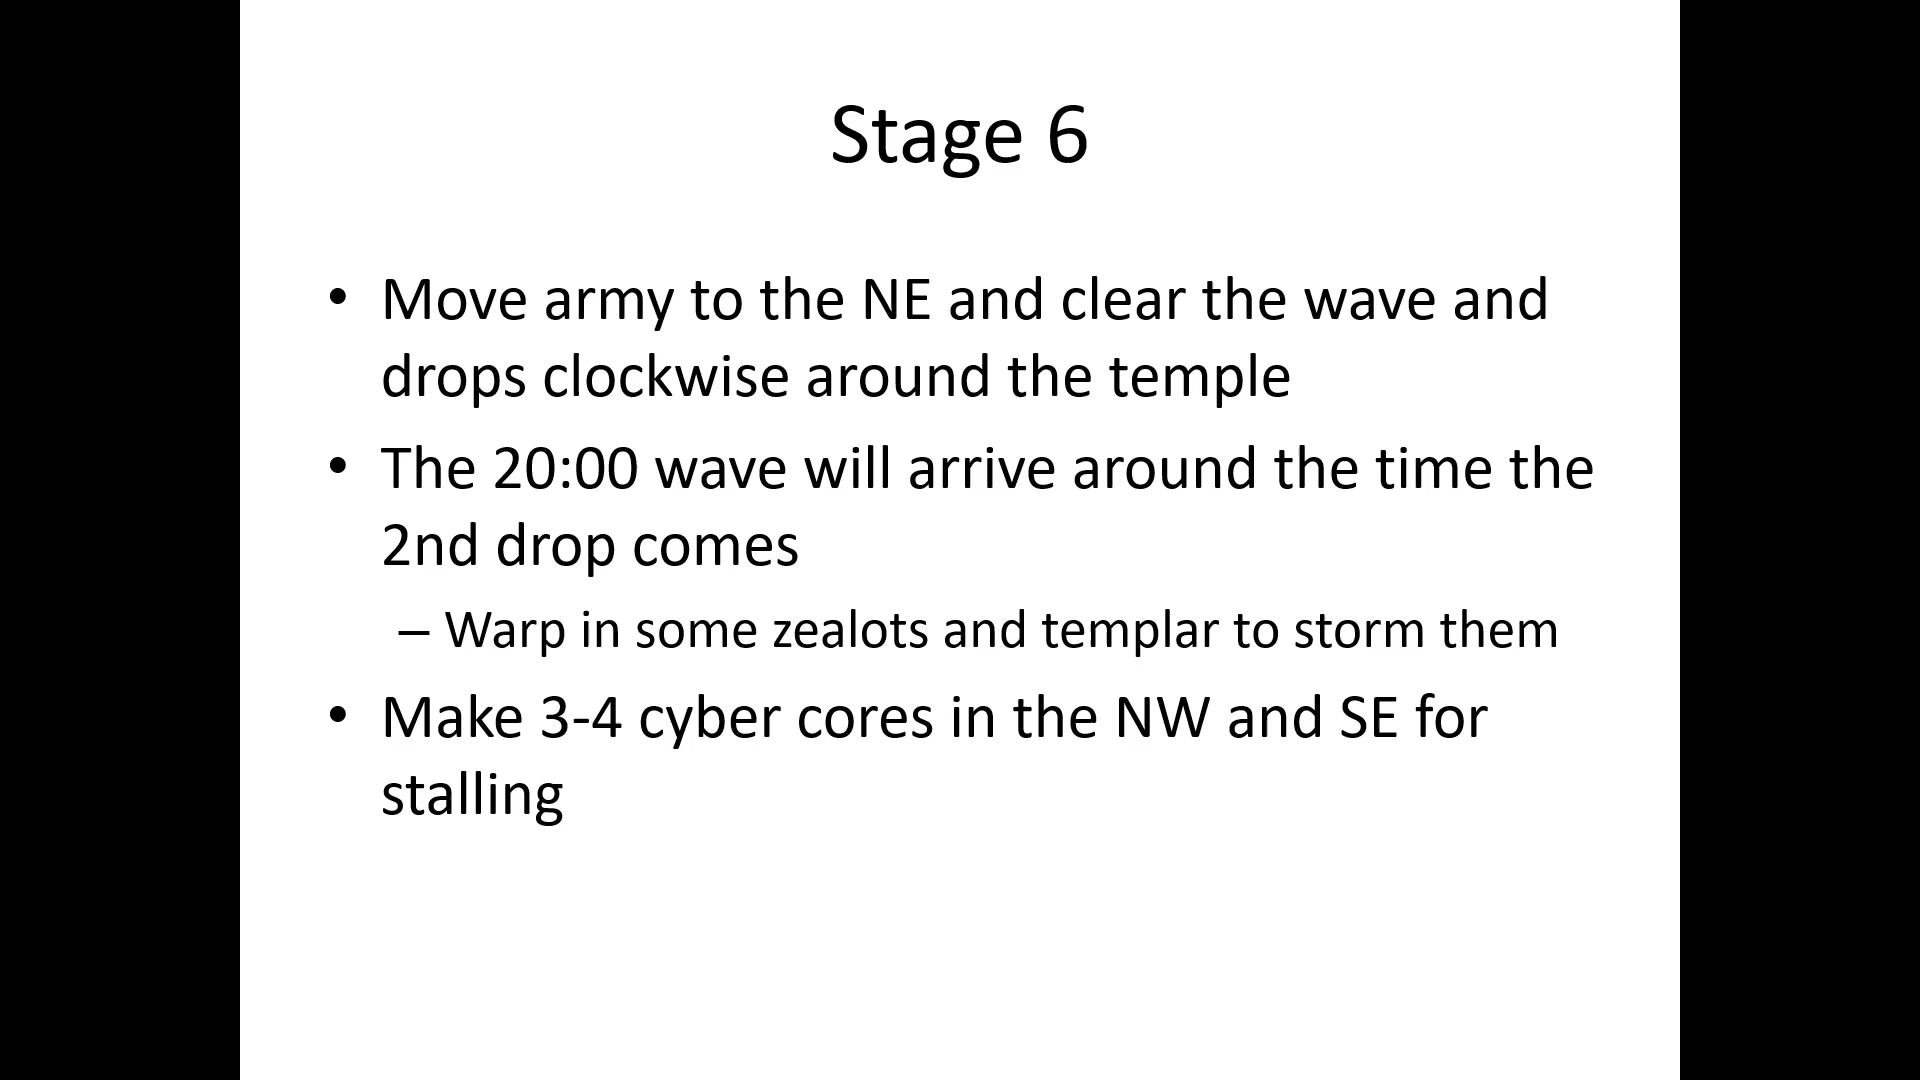 Stage 6
• Move army to the NE and clear the wave and
drops clockwise around the temple
• The 20:00 wave will arrive around the time the
2nd drop comes
– Warp in some zealots and templar to storm them
• Make 3-4 cyber cores in the NW and SE for
stalling